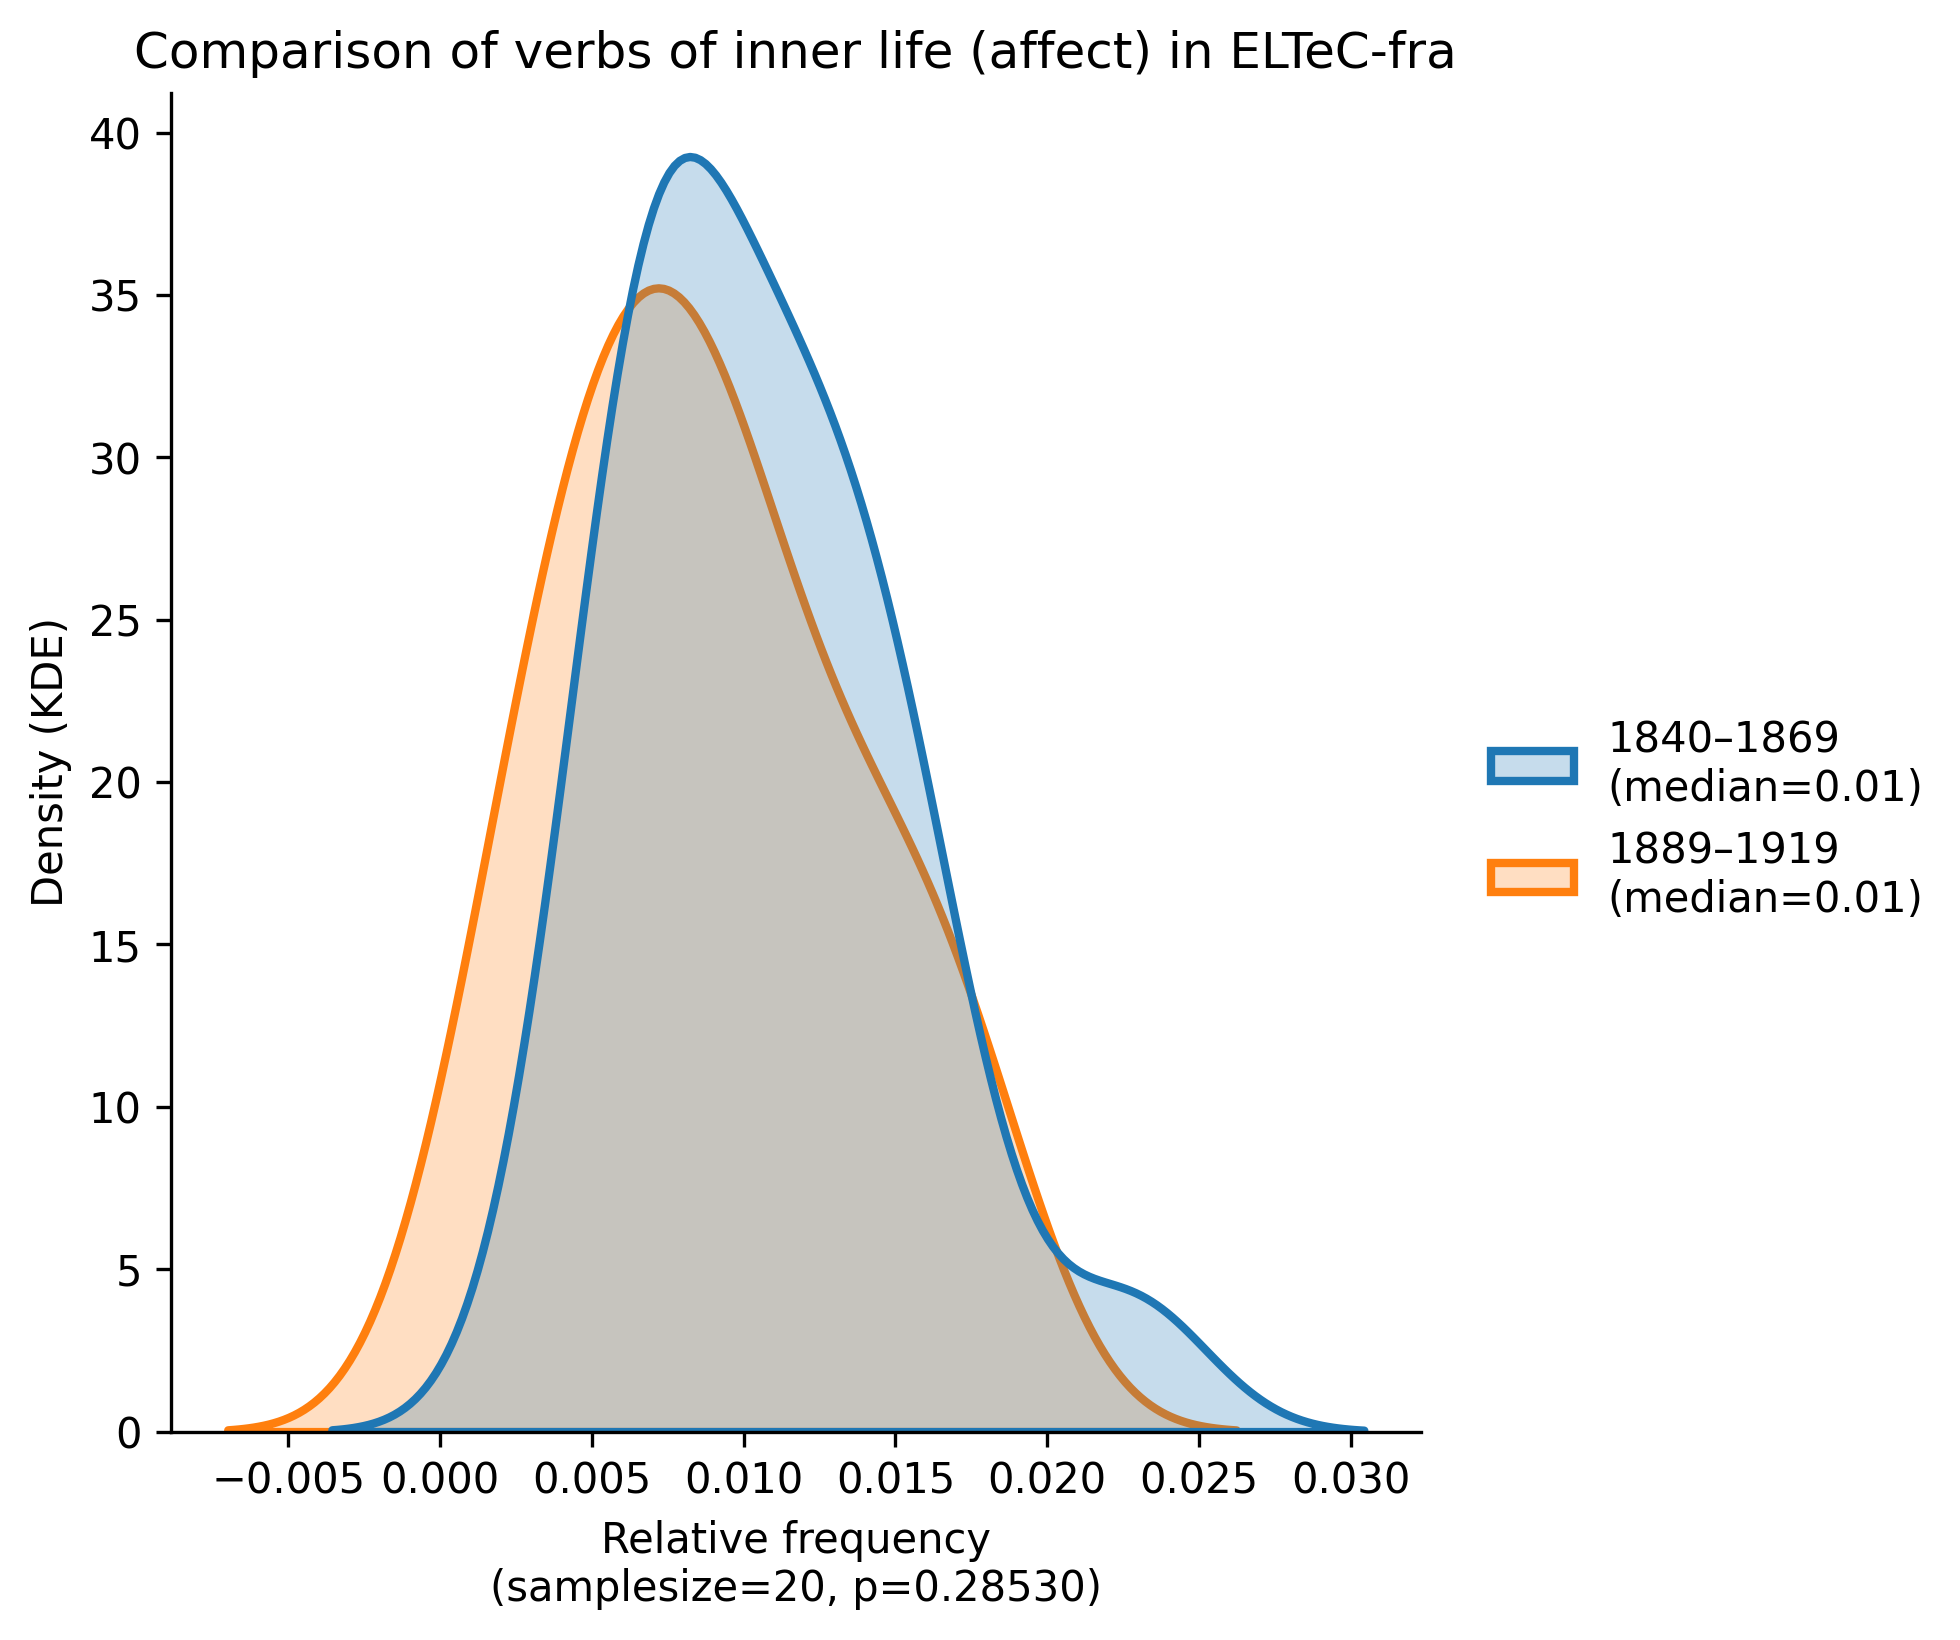 Comparison of verbs of inner life (affect) in ELTeC-fra
40
35
30
25
20
15
10
5
0
Density (KDE)
−0.005 0.000 0.005 0.010 0.015 0.020 0.025 0.030
Relative frequency
(samplesize=20, p=0.28530)
1840–1869
(median=0.01)
1889–1919
(median=0.01)